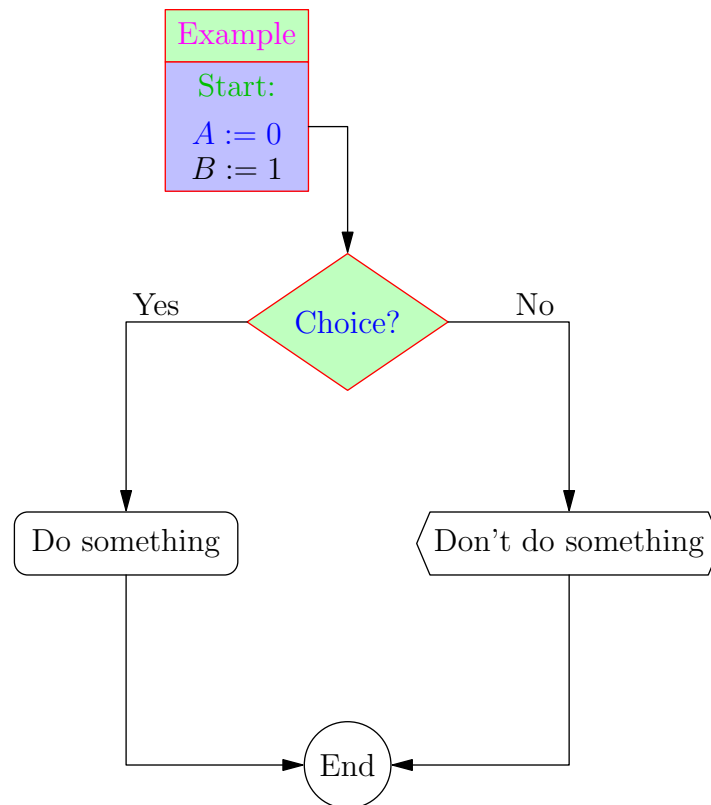 Example
Start:
A := 0
B := 1
Choice?
Yes
No
Do something
Don't do something
End